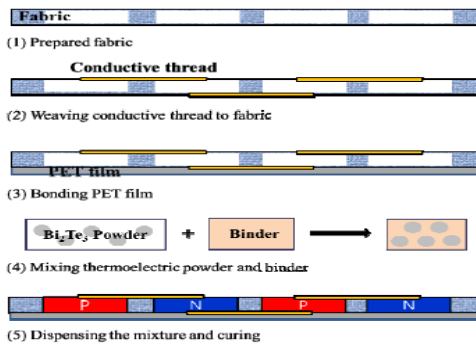 Fabric
(1) Prepared fabric
Conductive thread
(2) Weaving conductive thread to fabric
PET film
(3) Bonding PET film
Bi₂Te₃ Powder + Binder
(4) Mixing thermoelectric powder and binder
P N P N
(5) Dispensing the mixture and curing